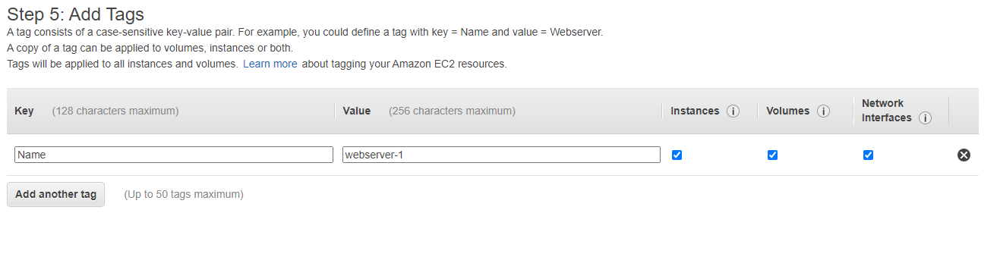 Step 5: Add Tags
A tag consists of a case-sensitive key-value pair. For example, you could define a tag with key = Name and value = Webserver.
A copy of a tag can be applied to volumes, instances or both.
Tags will be applied to all instances and volumes. Learn more about tagging your Amazon EC2 resources.
Key (128 characters maximum) Value (256 characters maximum) Instances i Volumes i Network
Interfaces i
Name webserver-1
Add another tag (Up to 50 tags maximum)